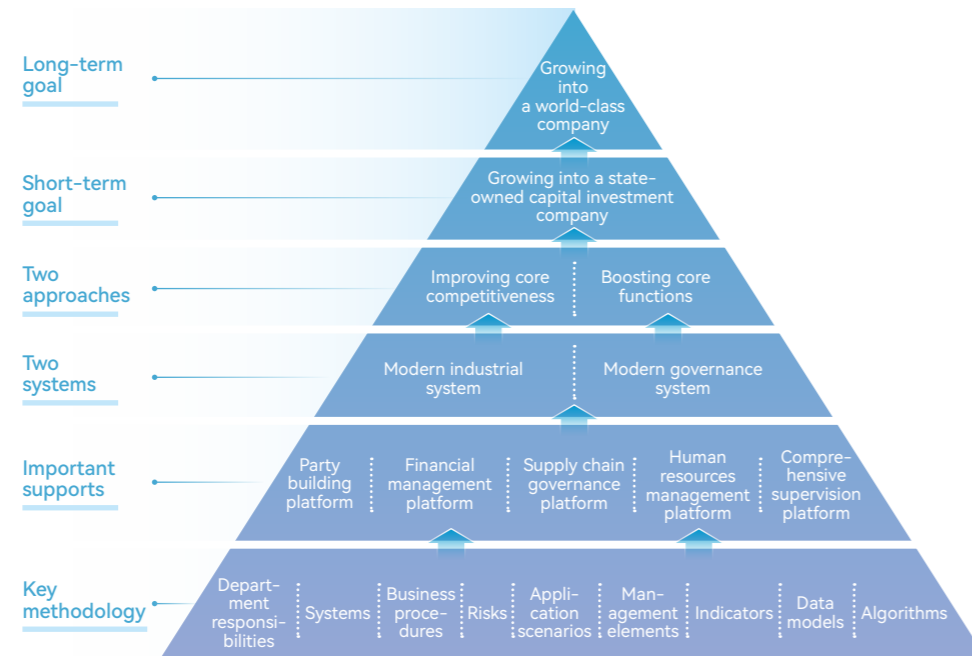 Long-term
goal
Growing
into
a world-class
company
Short-term
goal
Growing into a state-
owned capital investment
company
Two
approaches
Improving core
competitiveness
Boosting core
functions
Two
systems
Modern industrial
system
Modern governance
system
Important
supports
Party
building
platform
Financial
management
platform
Supply chain
governance
platform
Human
resources
management
platform
Compre-
hensive
supervision
platform
Key
methodology
Depart-
ment
responsi-
bilities
Systems
Business
proce-
dures
Risks
Appli-
cation
scenarios
Man-
agement
elements
Indicators
Data
models
Algorithms